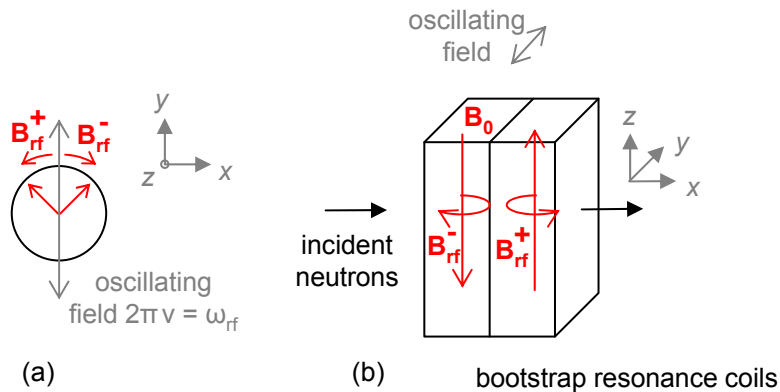 oscillating
field
B_rf^+ B_rf^-
y
z
x
B_0
z
y
x
incident
neutrons
B_rf^-
B_rf^+
oscillating
field 2π ν = ω_rf
(a)
(b)
bootstrap resonance coils